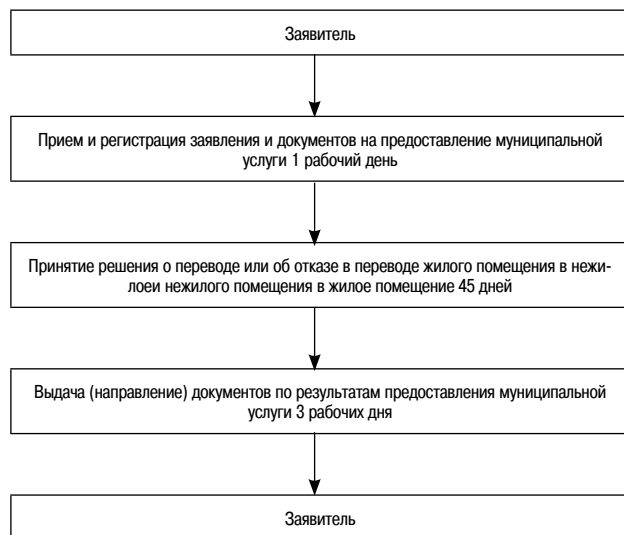 Заявитель
Прием и регистрация заявления и документов на предоставление муниципальной
услуги 1 рабочий день
Принятие решения о переводе или об отказе в переводе жилого помещения в нежи-
лоеи нежилого помещения в жилое помещение 45 дней
Выдача (направление) документов по результатам предоставления муниципальной
услуги 3 рабочих дня
Заявитель